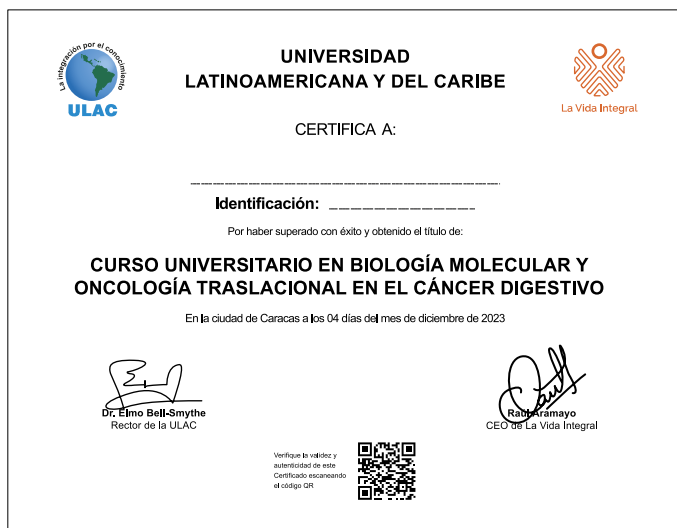 La integración por el conocimiento
ULAC
UNIVERSIDAD
LATINOAMERICANA Y DEL CARIBE
La Vida Integral
CERTIFICA A:
Identificación:
Por haber superado con éxito y obtenido el título de:
CURSO UNIVERSITARIO EN BIOLOGÍA MOLECULAR Y
ONCOLOGÍA TRASLACIONAL EN EL CÁNCER DIGESTIVO
En la ciudad de Caracas a los 04 días del mes de diciembre de 2023
Dr. Elmo Bell-Smythe
Rector de la ULAC
Raúl Aramayo
CEO de La Vida Integral
Verifique la validez y
autenticidad de este
Certificado escaneando
el código QR